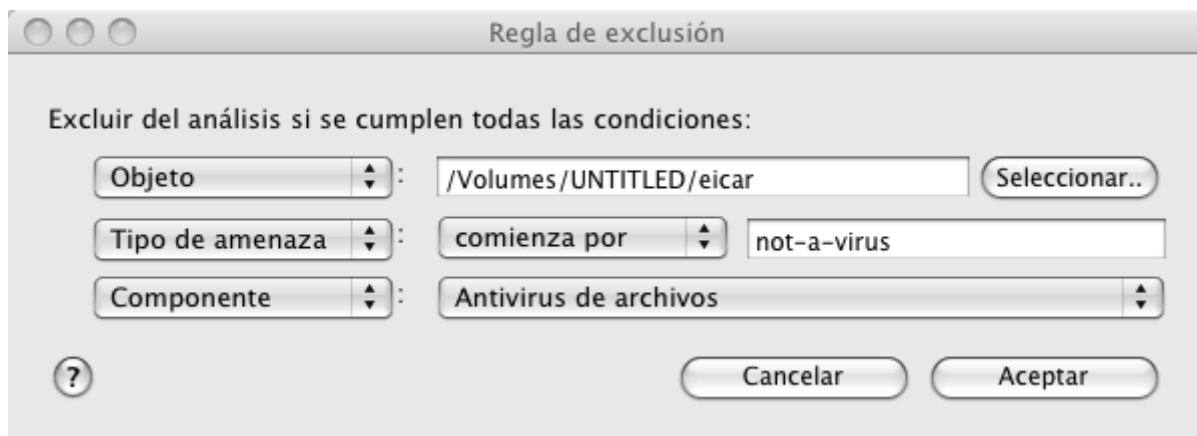 Regla de exclusión
Excluir del análisis si se cumplen todas las condiciones:
Objeto : /Volumes/UNTITLED/eicar Seleccionar..
Tipo de amenaza : comienza por not-a-virus
Componente : Antivirus de archivos
? Cancelar Aceptar